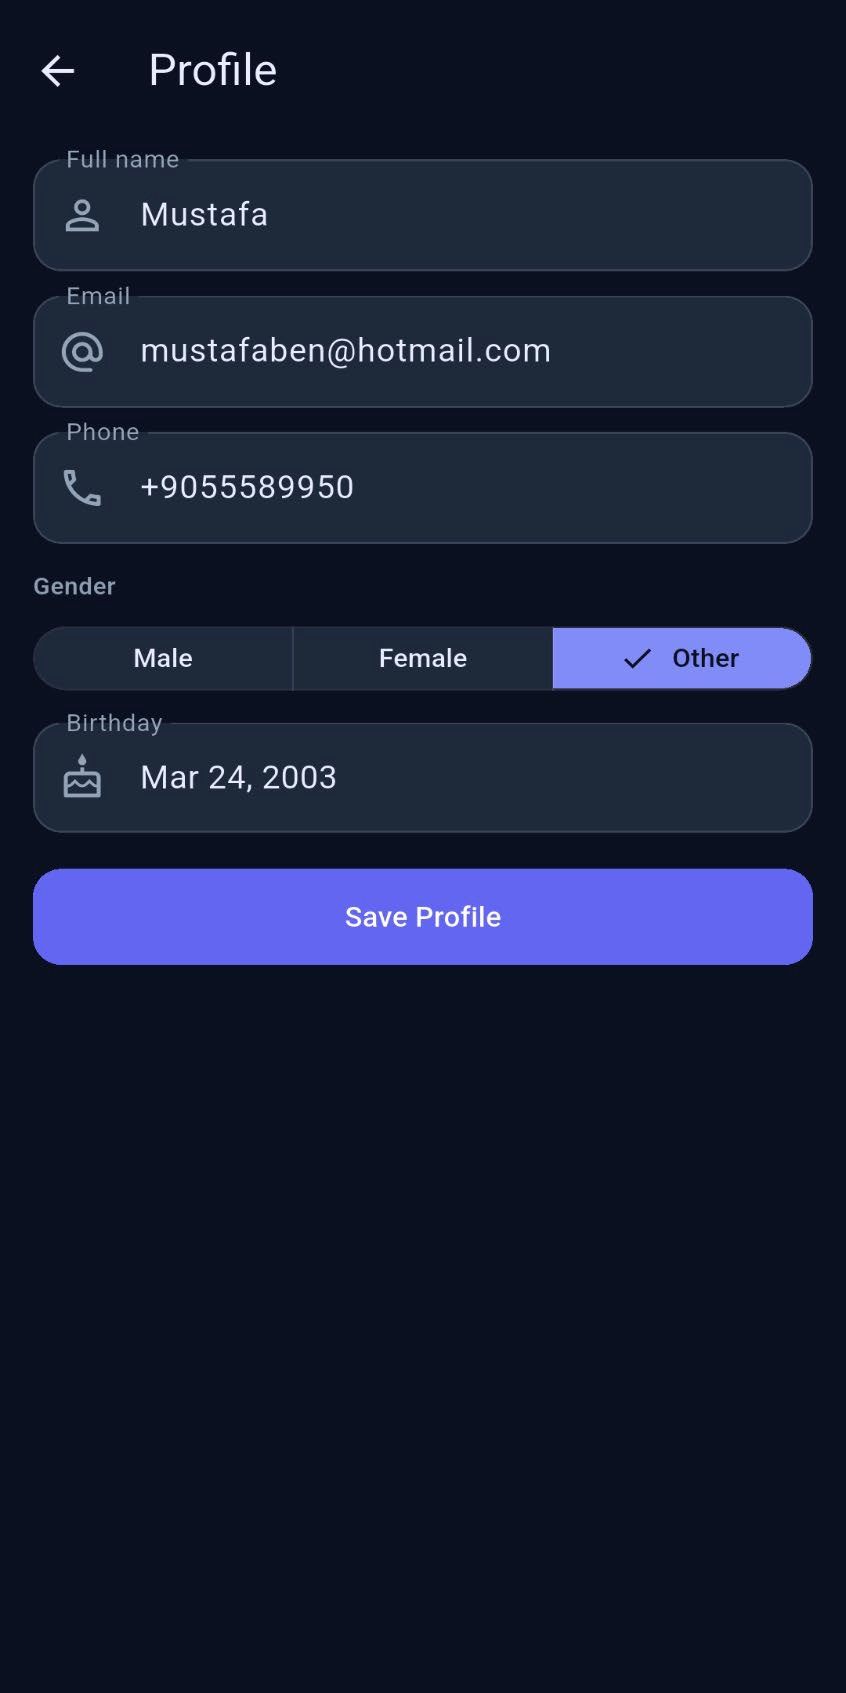 Profile
Full name
Mustafa
Email
mustafaben@hotmail.com
Phone
+9055589950
Gender
Male Female Other
Birthday
Mar 24, 2003
Save Profile